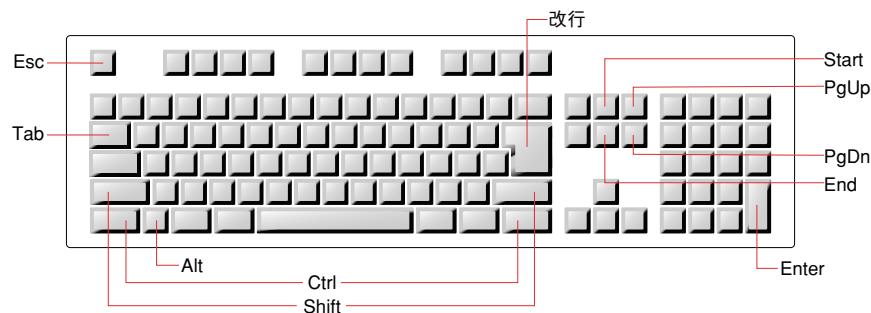 改行
Esc
Start
PgUp
Tab
PgDn
End
Alt
Enter
Ctrl
Shift